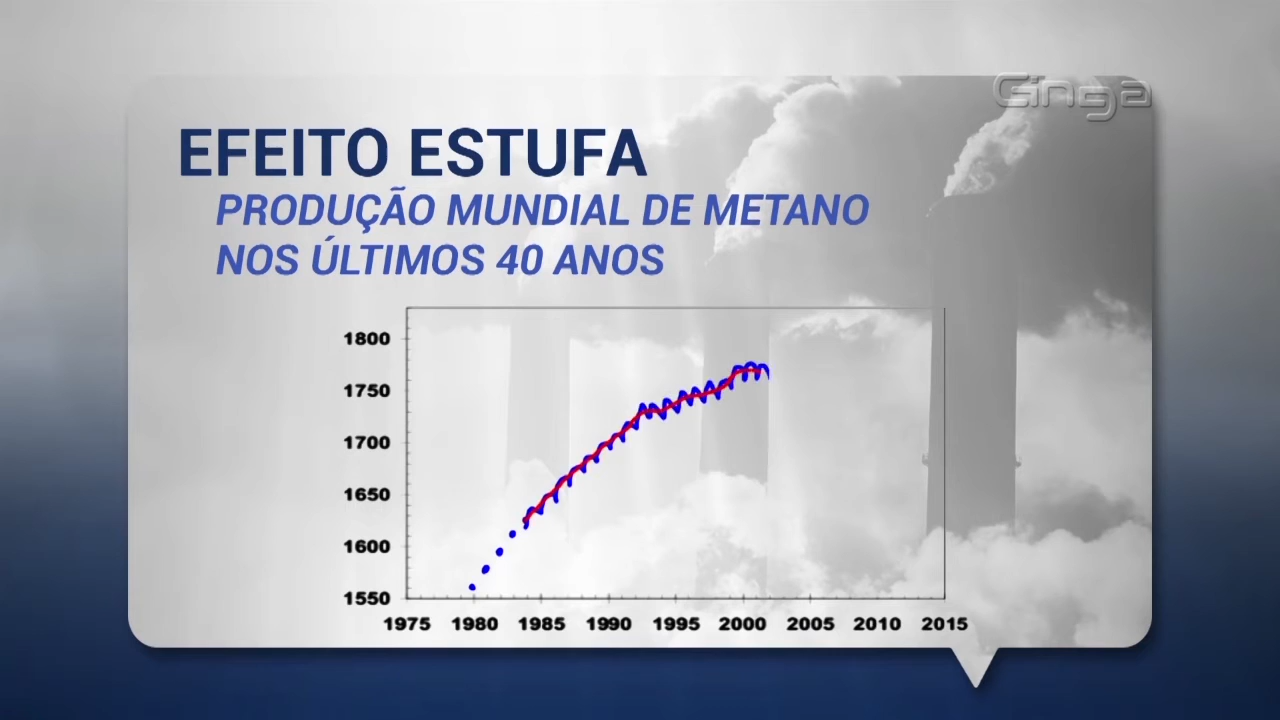 Ginga
EFEITO ESTUFA
PRODUÇÃO MUNDIAL DE METANO
NOS ÚLTIMOS 40 ANOS
1800
1750
1700
1650
1600
1550
1975 1980 1985 1990 1995 2000 2005 2010 2015